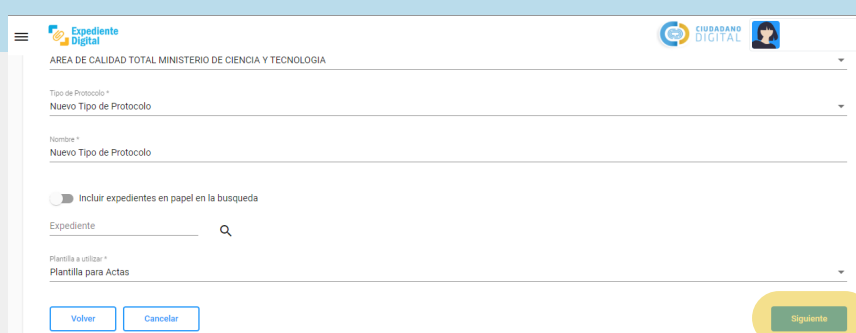 Expediente
Digital
CIUDADANO
DIGITAL
AREA DE CALIDAD TOTAL MINISTERIO DE CIENCIA Y TECNOLOGIA
Tipo de Protocolo *
Nuevo Tipo de Protocolo
Nombre *
Nuevo Tipo de Protocolo
Incluir expedientes en papel en la busqueda
Expediente
Plantilla a utilizar *
Plantilla para Actas
Volver
Cancelar
Siguiente